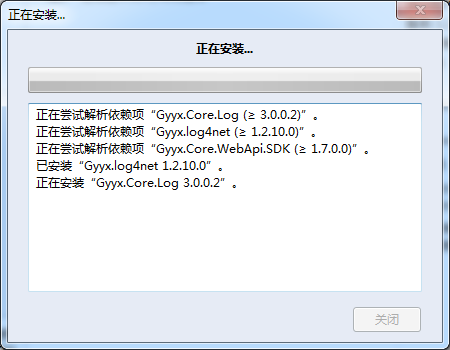 正在安装...
正在安装...
正在尝试解析依赖项“Gyyx.Core.Log (≥ 3.0.0.2)”。
正在尝试解析依赖项“Gyyx.log4net (≥ 1.2.10.0)”。
正在尝试解析依赖项“Gyyx.Core.WebApi.SDK (≥ 1.7.0.0)”。
已安装“Gyyx.log4net 1.2.10.0”。
正在安装“Gyyx.Core.Log 3.0.0.2”。
关闭